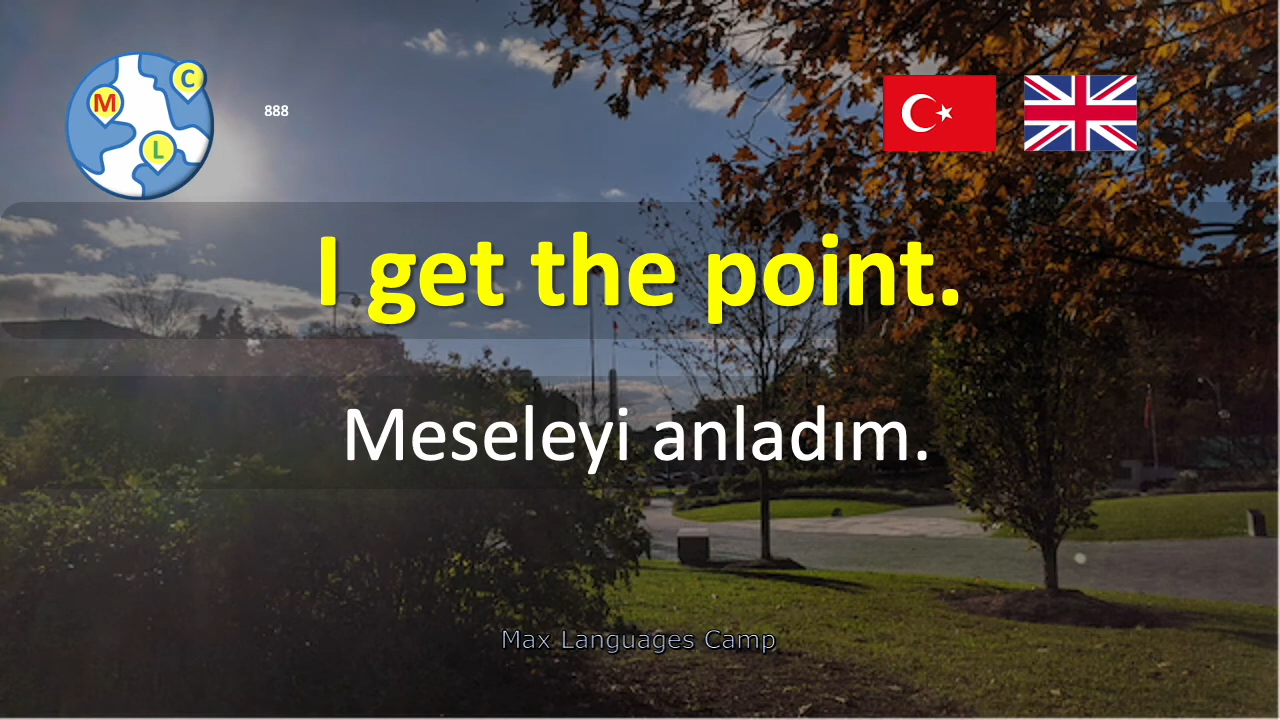 M
C
L
888
I get the point.
Meseleyi anladım.
Max Languages Camp